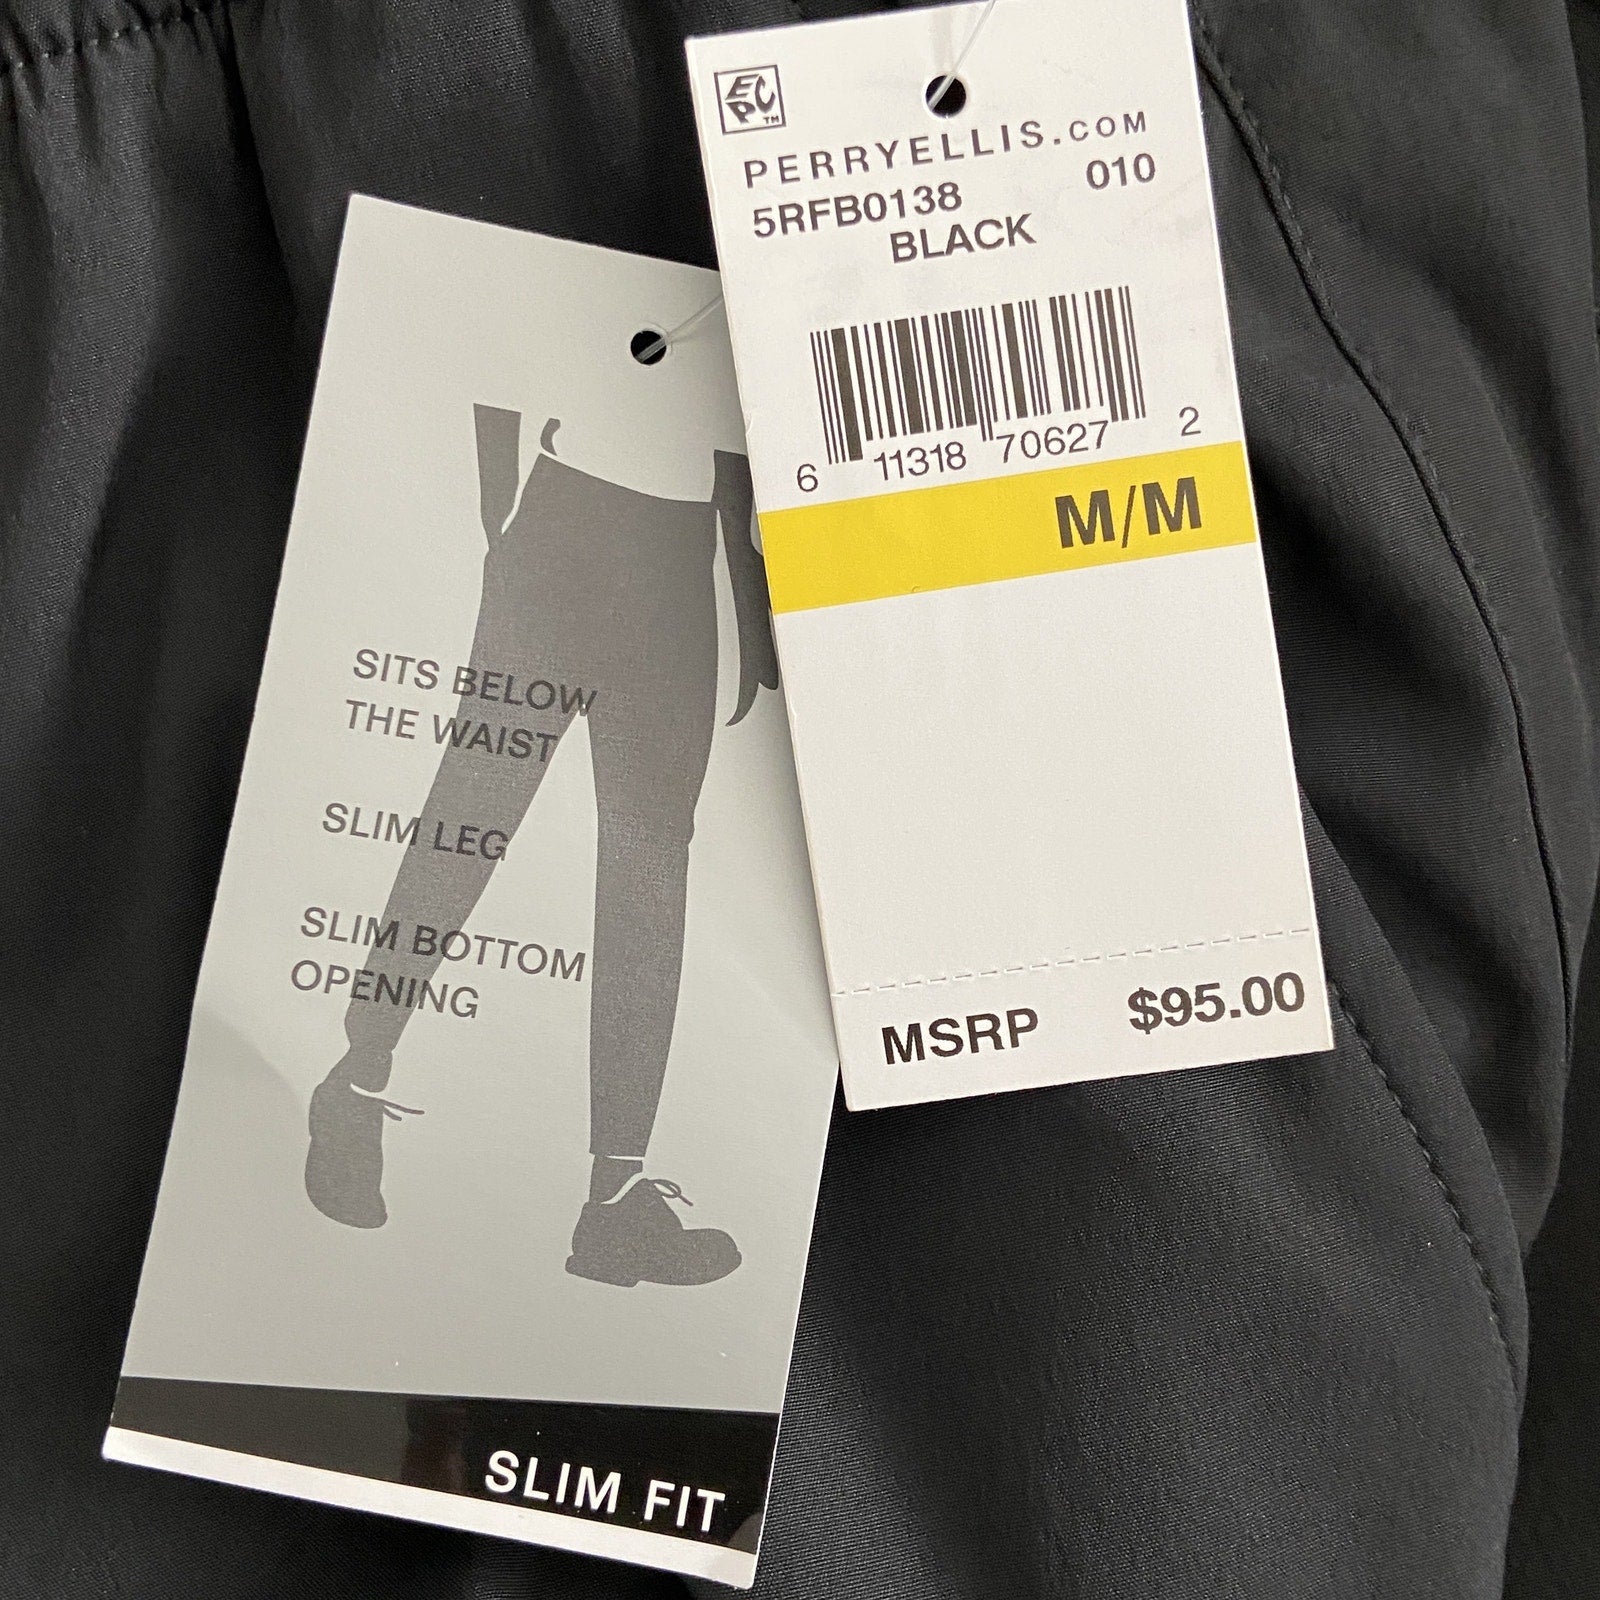 EPC™
PERRYELLIS.COM
5RFB0138 010
BLACK
6 11318 70627 2
M/M
MSRP $95.00
SITS BELOW
THE WAIST
SLIM LEG
SLIM BOTTOM
OPENING
SLIM FIT